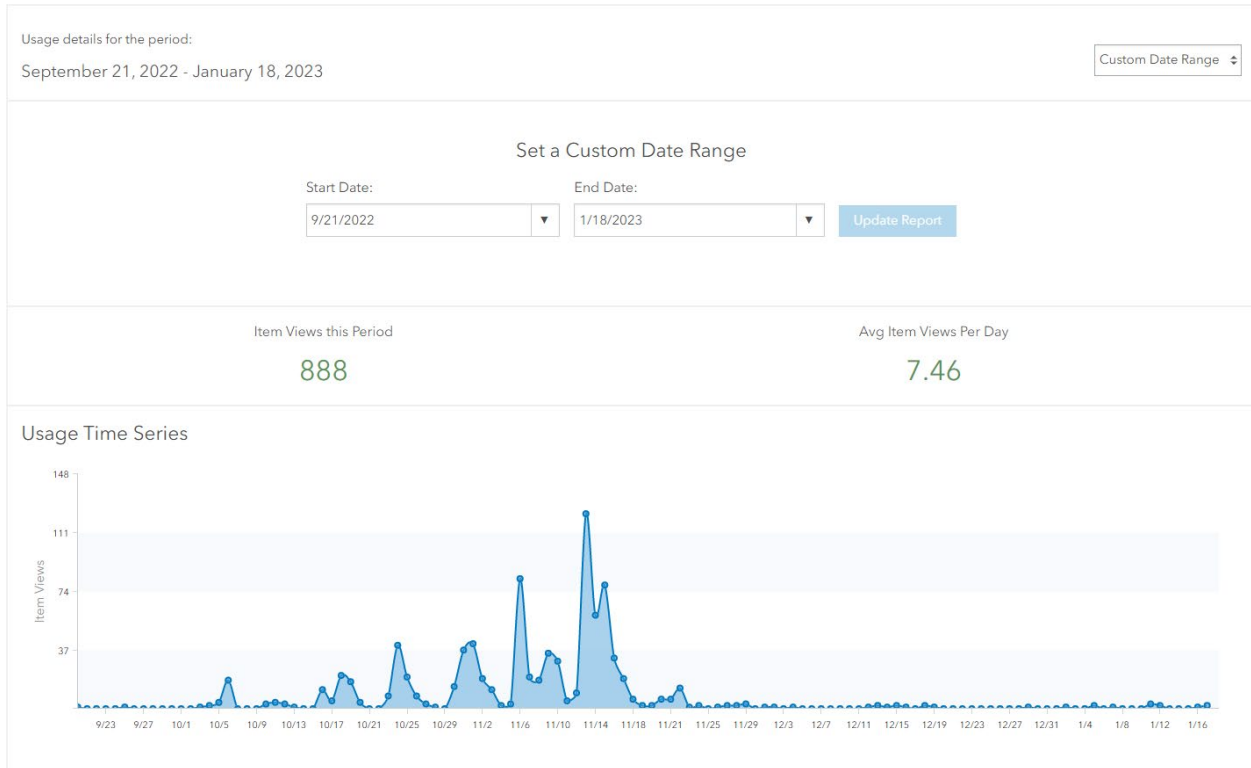 Usage details for the period:
September 21, 2022 - January 18, 2023
Custom Date Range
Set a Custom Date Range
Start Date:
End Date:
9/21/2022
1/18/2023
Update Report
Item Views this Period
Avg Item Views Per Day
888
7.46
Usage Time Series
148
111
74
37
Item Views
9/23 9/27 10/1 10/5 10/9 10/13 10/17 10/21 10/25 10/29 11/2 11/6 11/10 11/14 11/18 11/21 11/25 11/29 12/3 12/7 12/11 12/15 12/19 12/23 12/27 12/31 1/4 1/8 1/12 1/16